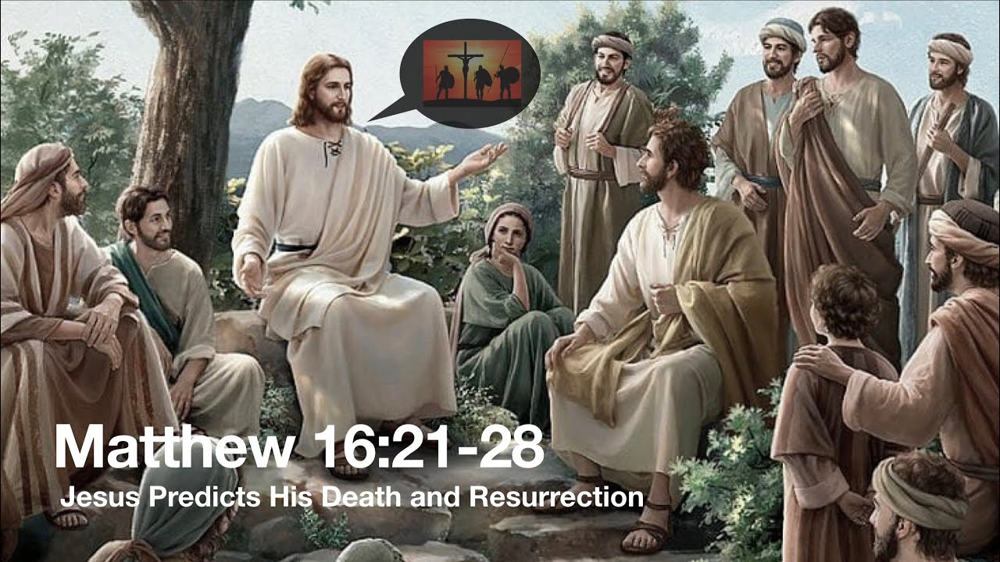 Matthew 16:21-28
Jesus Predicts His Death and Resurrection